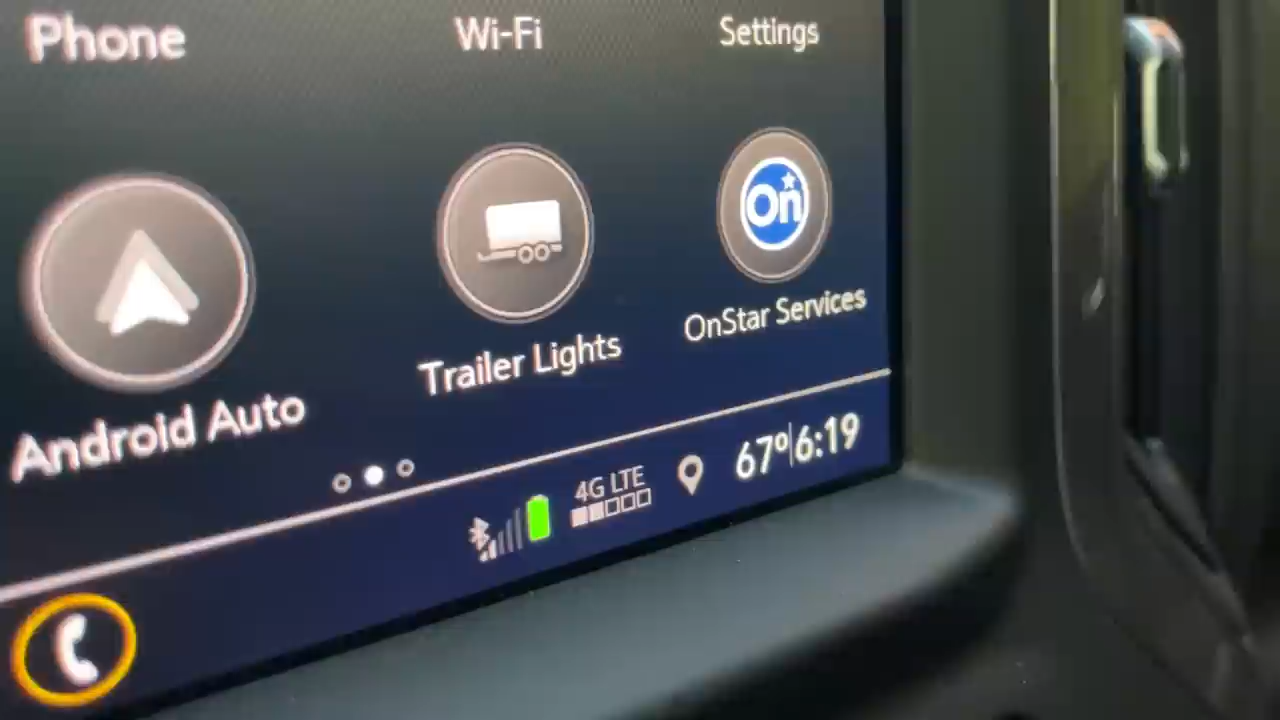 Phone
Wi-Fi
Settings
On
Android Auto
Trailer Lights
OnStar Services
4G LTE
67°|6:19